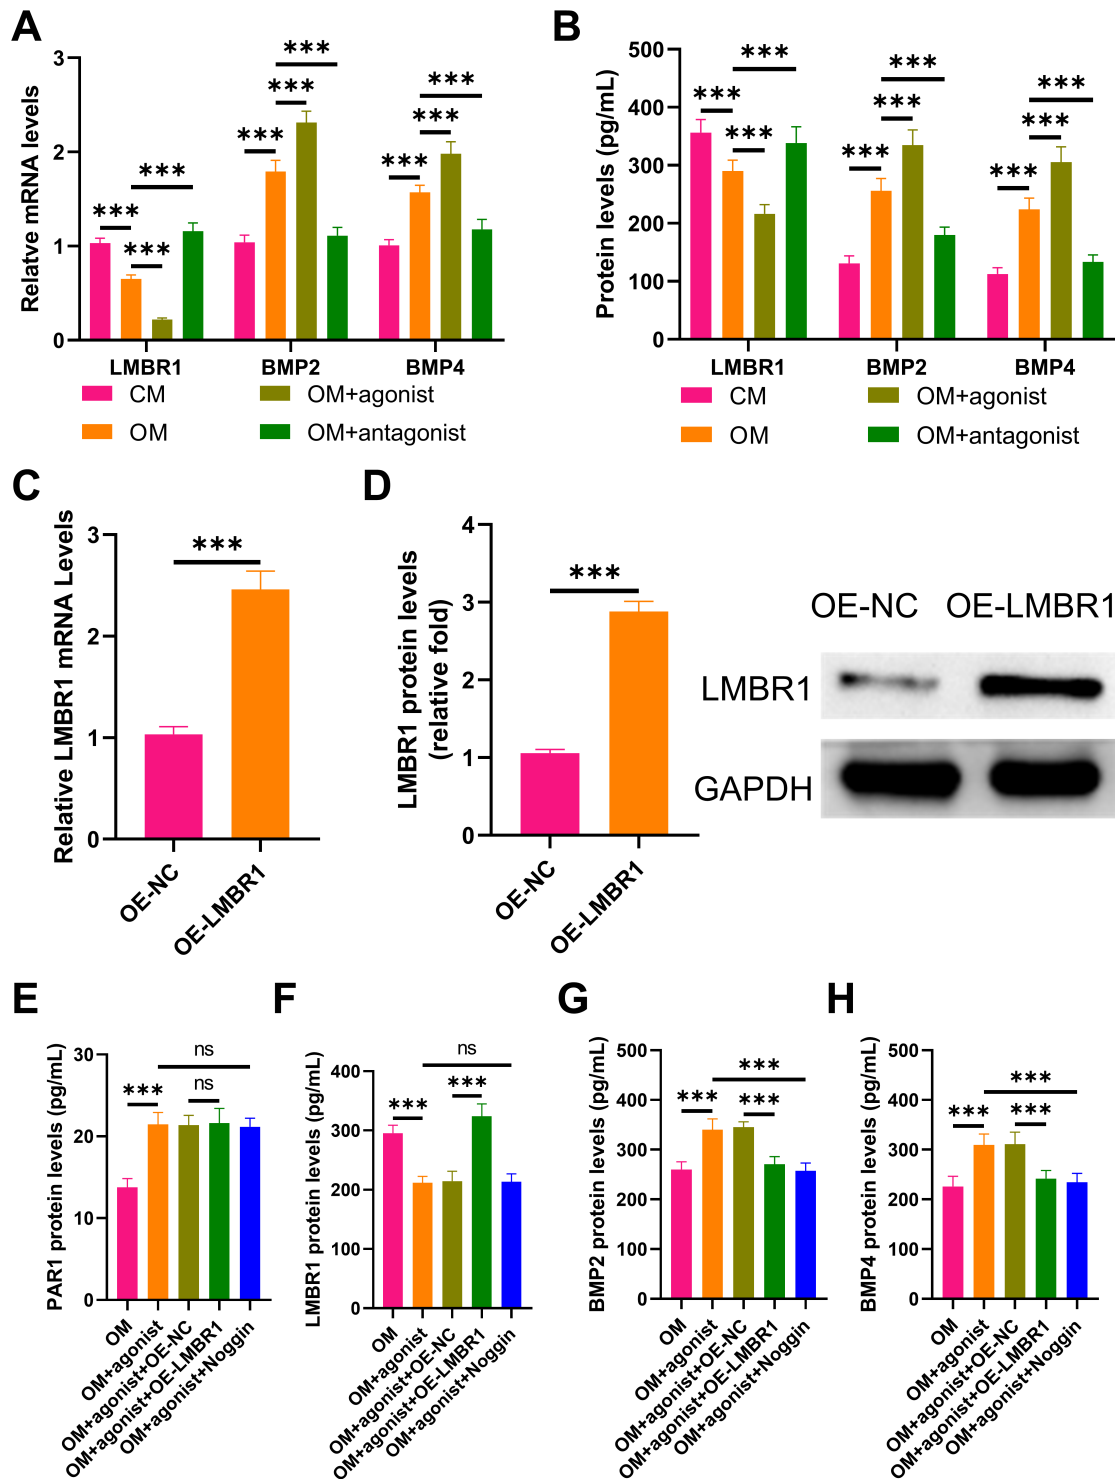 A
Relatve mRNA levels
3
2
1
0
***
***
***
***
***
***
***
***
***
LMBR1 BMP2 BMP4
CM OM+agonist
OM OM+antagonist
B
Protein levels (pg/mL)
500
400
300
200
100
0
***
***
***
***
***
***
***
***
***
LMBR1 BMP2 BMP4
CM OM+agonist
OM OM+antagonist
C
Relative LMBR1 mRNA Levels
3
2
1
0
***
OE-NC
OE-LMBR1
D
LMBR1 protein levels
(relative fold)
4
3
2
1
0
***
OE-NC
OE-LMBR1
OE-NC OE-LMBR1
LMBR1
GAPDH
E
PAR1 protein levels (pg/mL)
30
20
10
0
ns
***
ns
OM
OM+agonist
OM+agonist+OE-NC
OM+agonist+OE-LMBR1
OM+agonist+Noggin
F
LMBR1 protein levels (pg/mL)
400
300
200
100
0
ns
***
***
OM
OM+agonist
OM+agonist+OE-NC
OM+agonist+OE-LMBR1
OM+agonist+Noggin
G
BMP2 protein levels (pg/mL)
500
400
300
200
100
0
***
***
***
OM
OM+agonist
OM+agonist+OE-NC
OM+agonist+OE-LMBR1
OM+agonist+Noggin
H
BMP4 protein levels (pg/mL)
500
400
300
200
100
0
***
***
***
OM
OM+agonist
OM+agonist+OE-NC
OM+agonist+OE-LMBR1
OM+agonist+Noggin